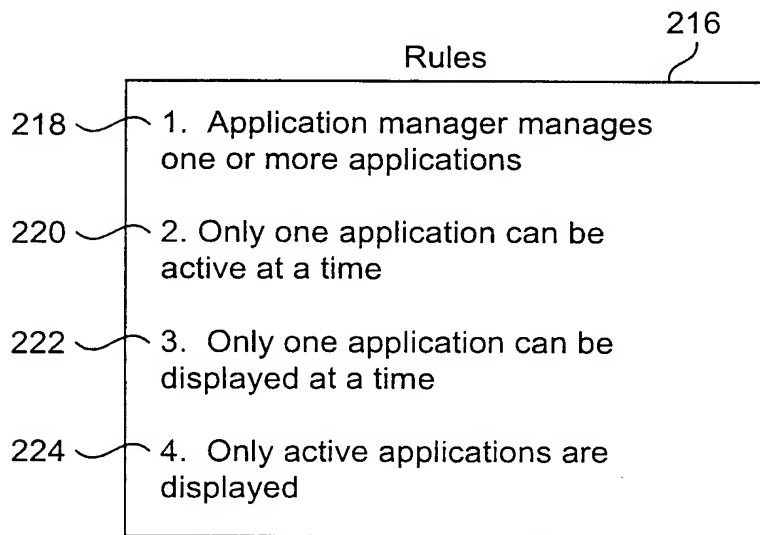 216
Rules
218 1. Application manager manages
one or more applications
220 2. Only one application can be
active at a time
222 3. Only one application can be
displayed at a time
224 4. Only active applications are
displayed